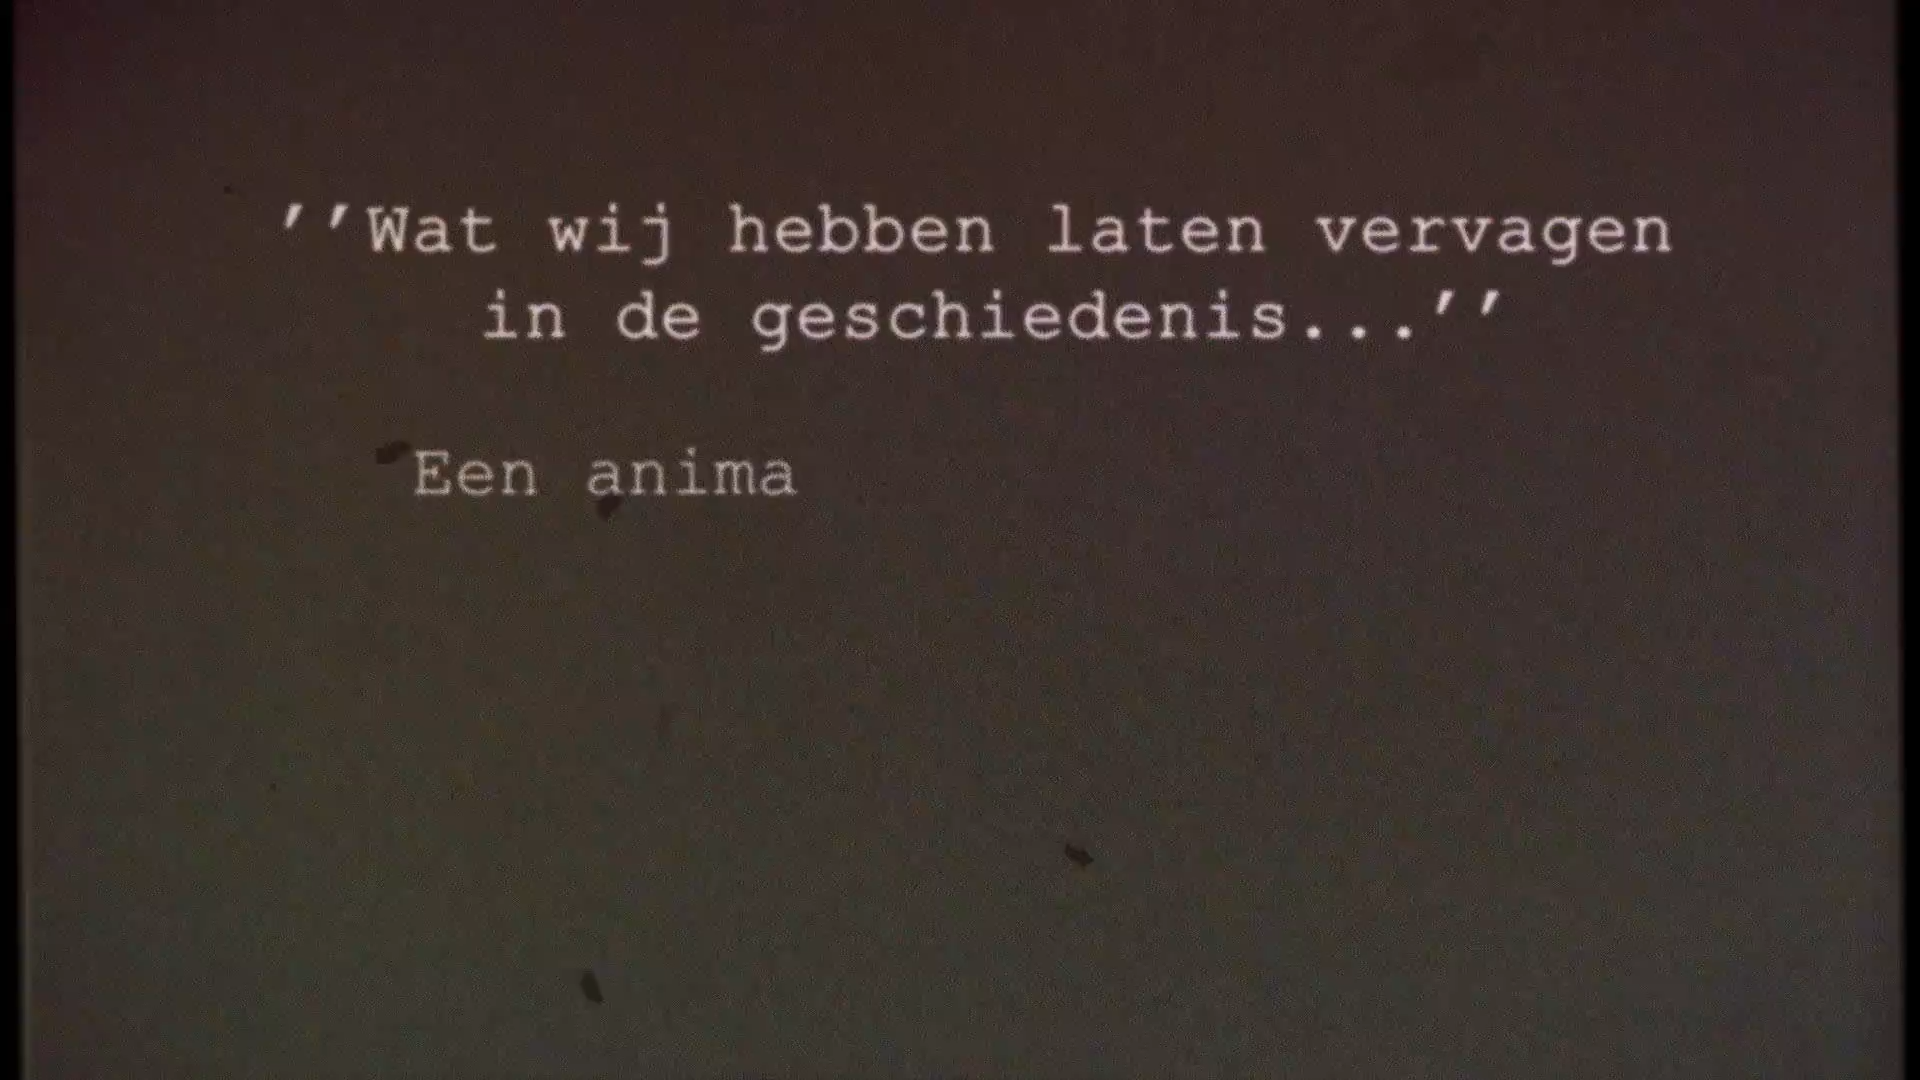 ''Wat wij hebben laten vervagen
in de geschiedenis...''
Een anima